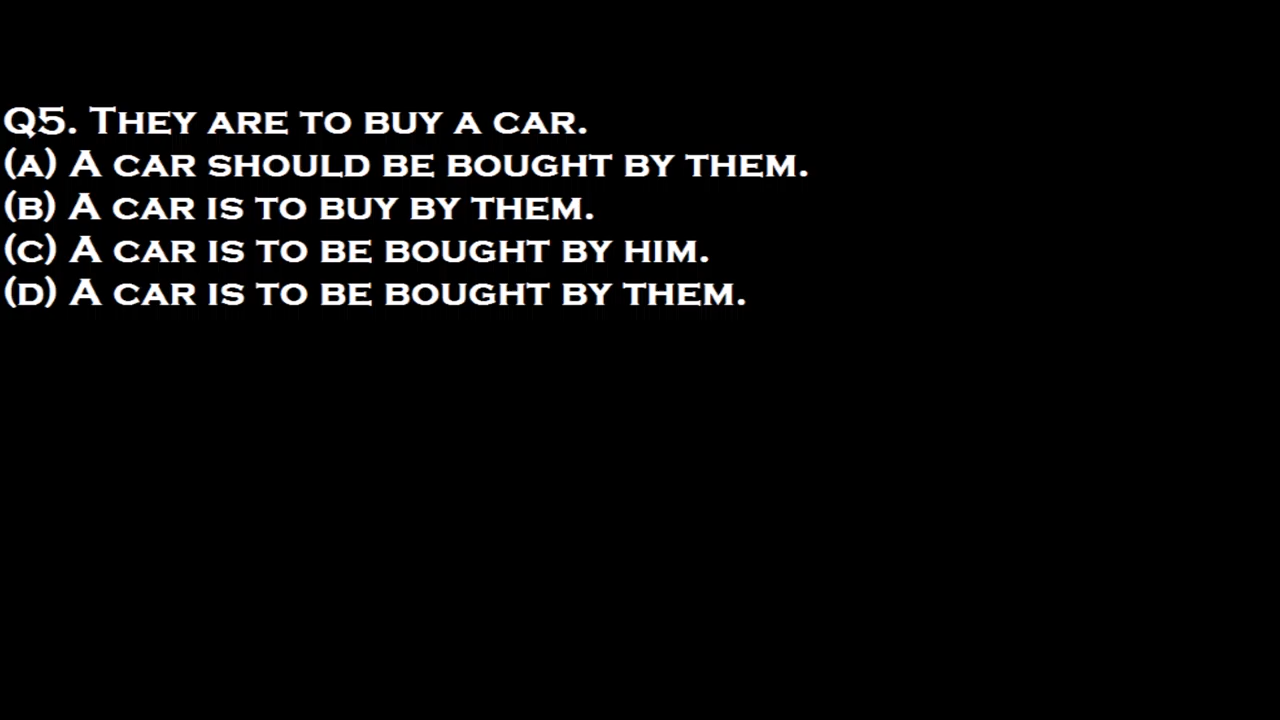 Q5. They are to buy a car.
(a) A car should be bought by them.
(b) A car is to buy by them.
(c) A car is to be bought by him.
(d) A car is to be bought by them.